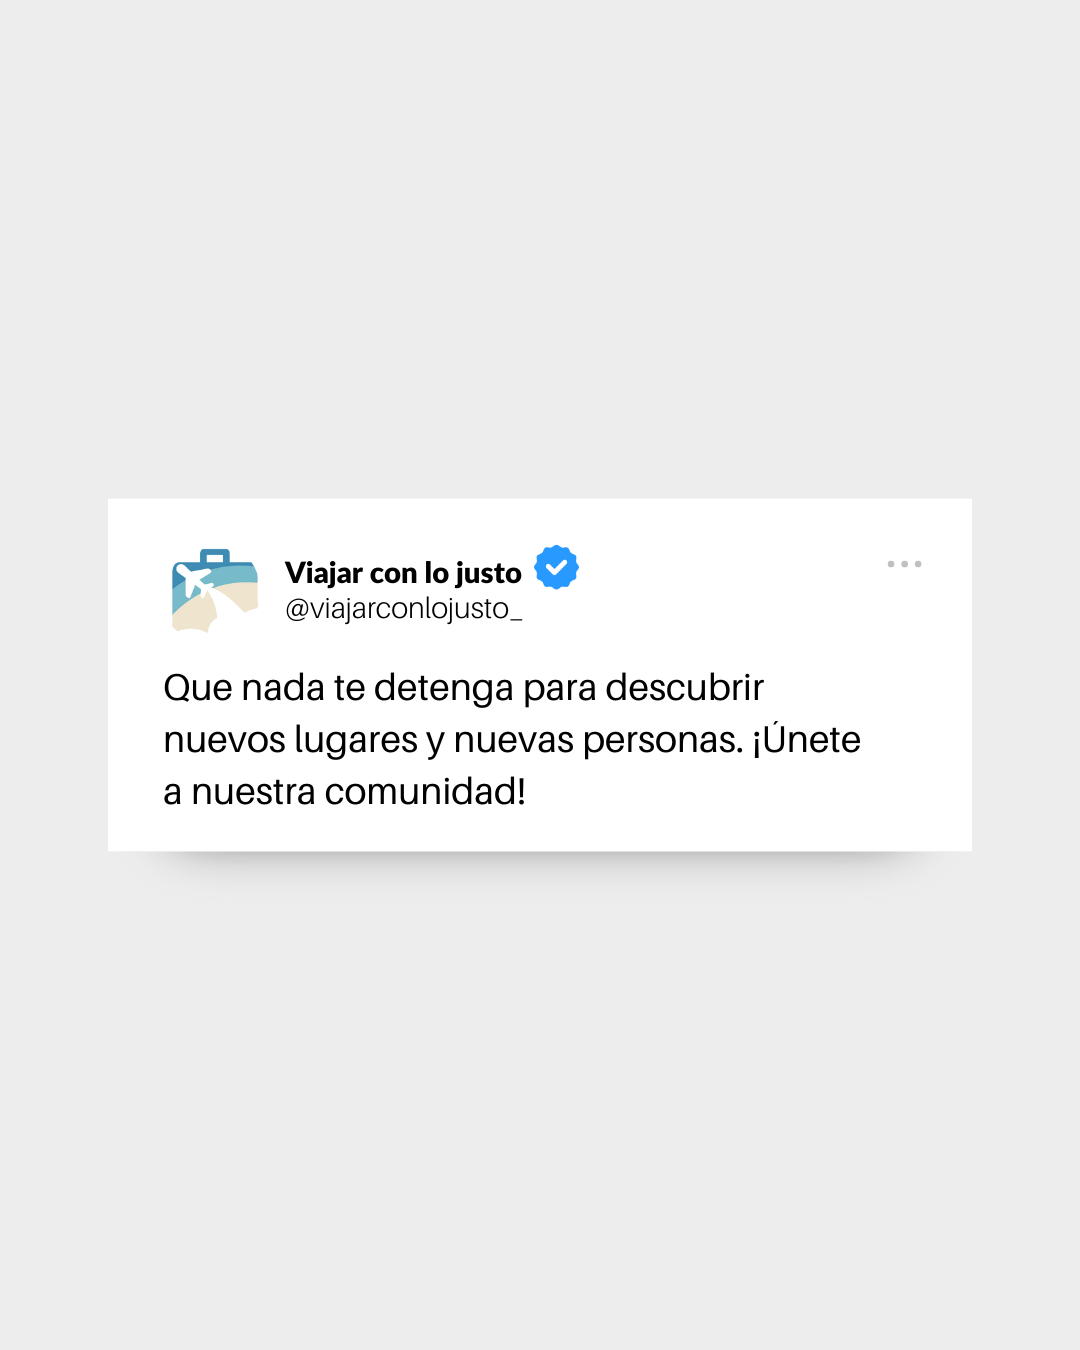 Viajar con lo justo
@viajarconlojusto_
Que nada te detenga para descubrir
nuevos lugares y nuevas personas. ¡Únete
a nuestra comunidad!